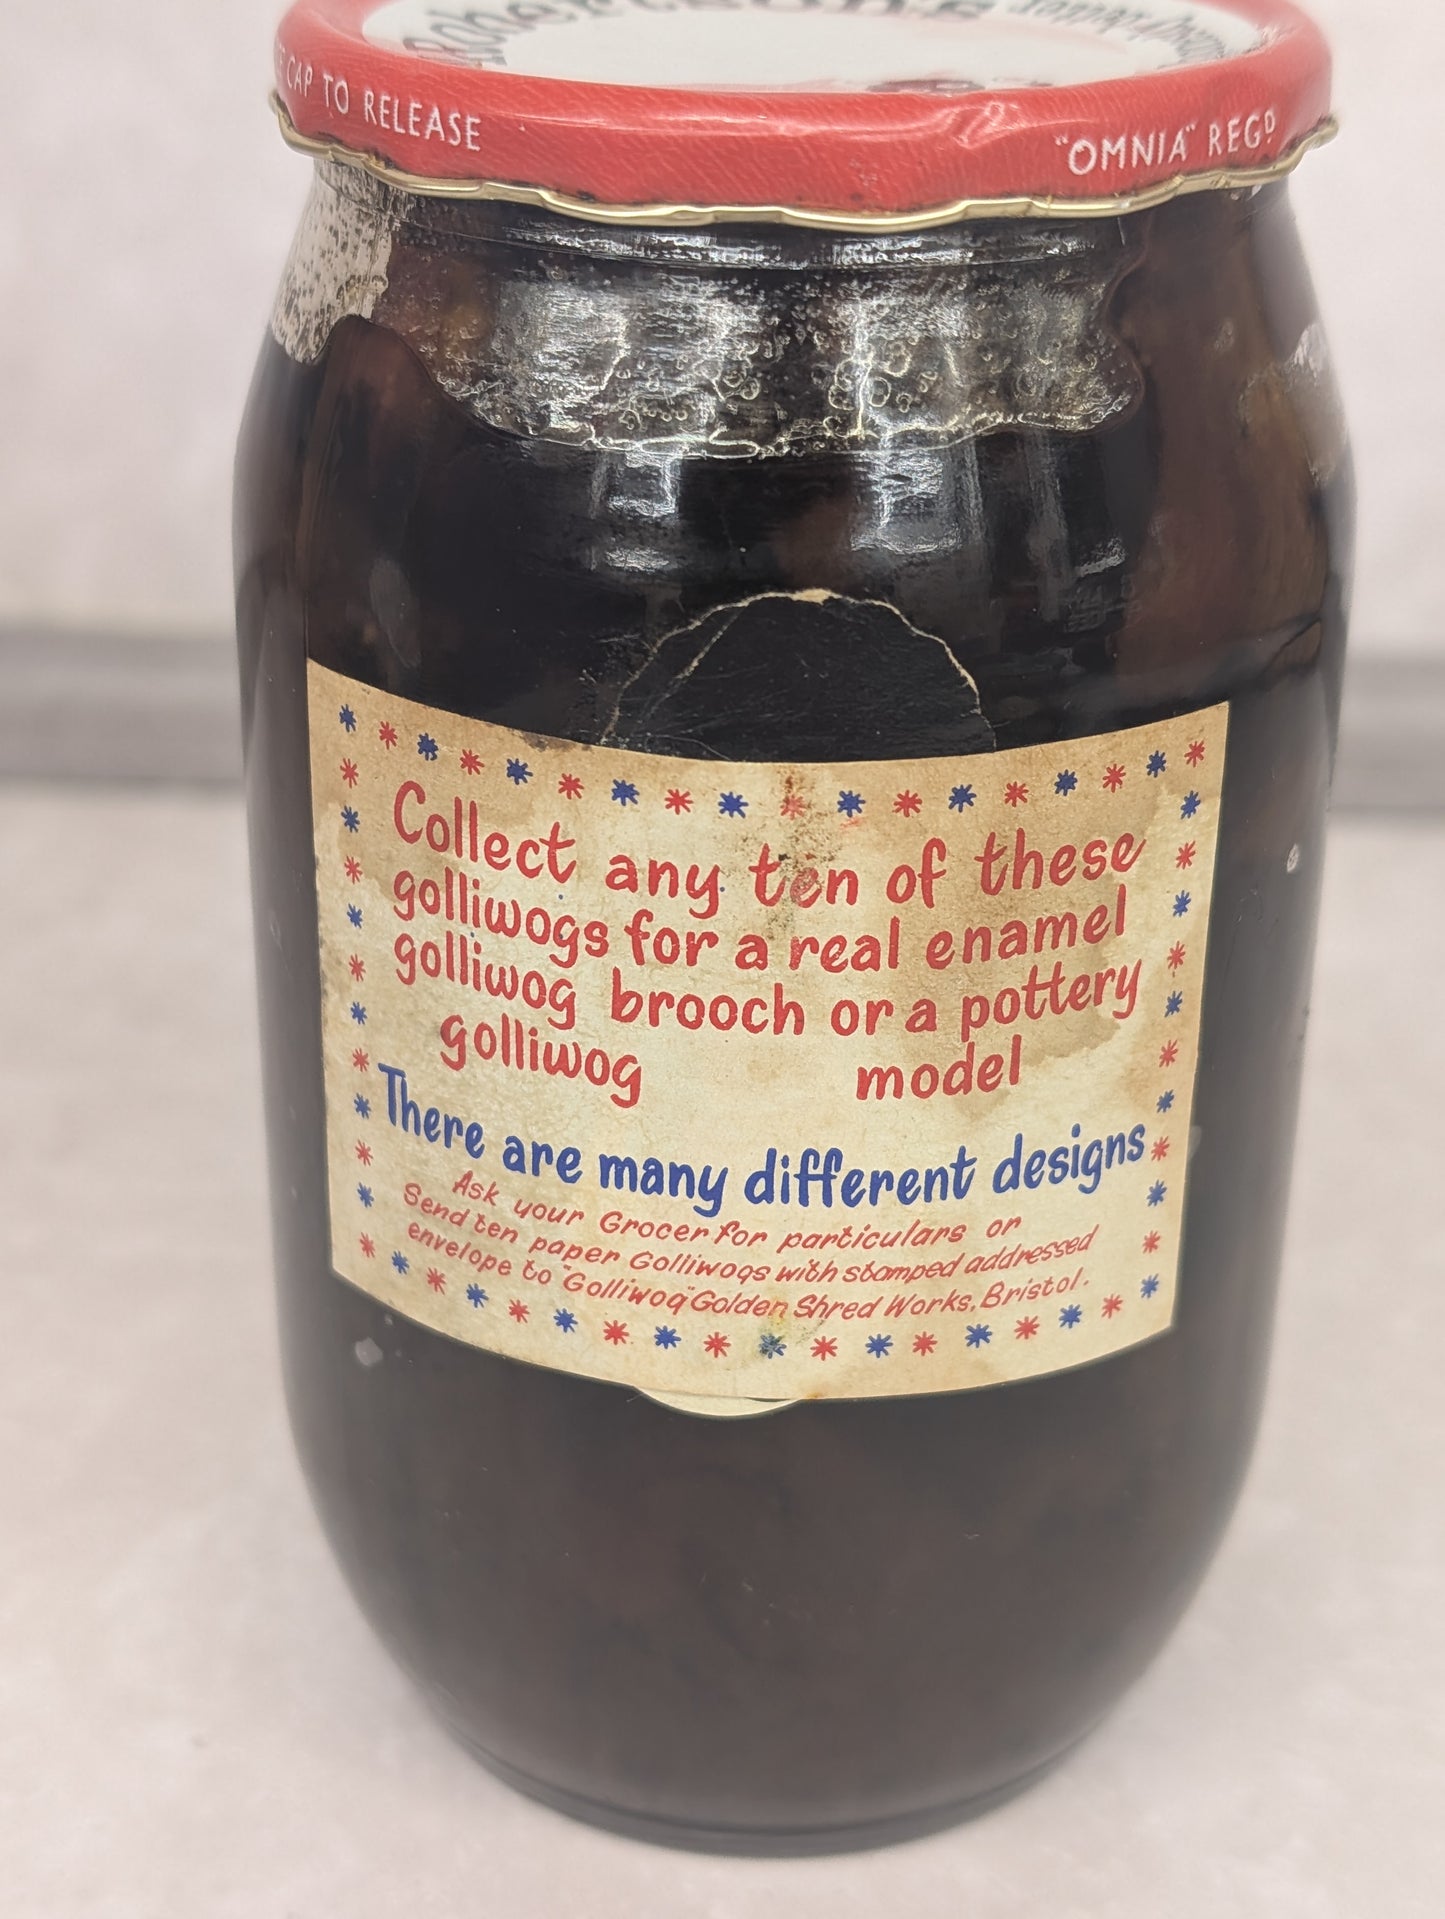 Robertson's
CAP TO RELEASE
"OMNIA" REGD
Collect any ten of these
golliwogs for a real enamel
golliwog brooch or a pottery
golliwog model
There are many different designs
Ask your Grocer for particulars or
Send ten paper Golliwogs with stamped addressed
envelope to "Golliwog" Golden Shred Works, Bristol.